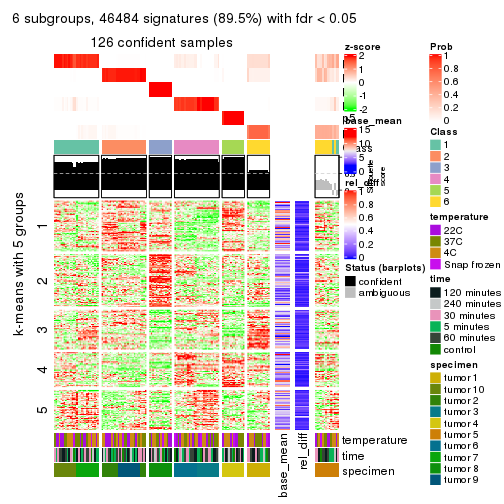 6 subgroups, 46484 signatures (89.5%) with fdr < 0.05
126 confident samples
k-means with 5 groups
1
2
3
4
5
base_mean
rel_diff
temperature
time
specimen
z-score
2
1
0
-1
-2
base_mean
15
10
5
0
rel_diff
1
0.8
0.6
0.4
0.2
0
Silhouette
score
Status (barplots)
confident
ambiguous
Prob
1
0.8
0.6
0.4
0.2
0
Class
1
2
3
4
5
6
temperature
22C
37C
4C
Snap frozen
time
120 minutes
240 minutes
30 minutes
5 minutes
60 minutes
control
specimen
tumor 1
tumor 10
tumor 2
tumor 3
tumor 4
tumor 5
tumor 6
tumor 7
tumor 8
tumor 9